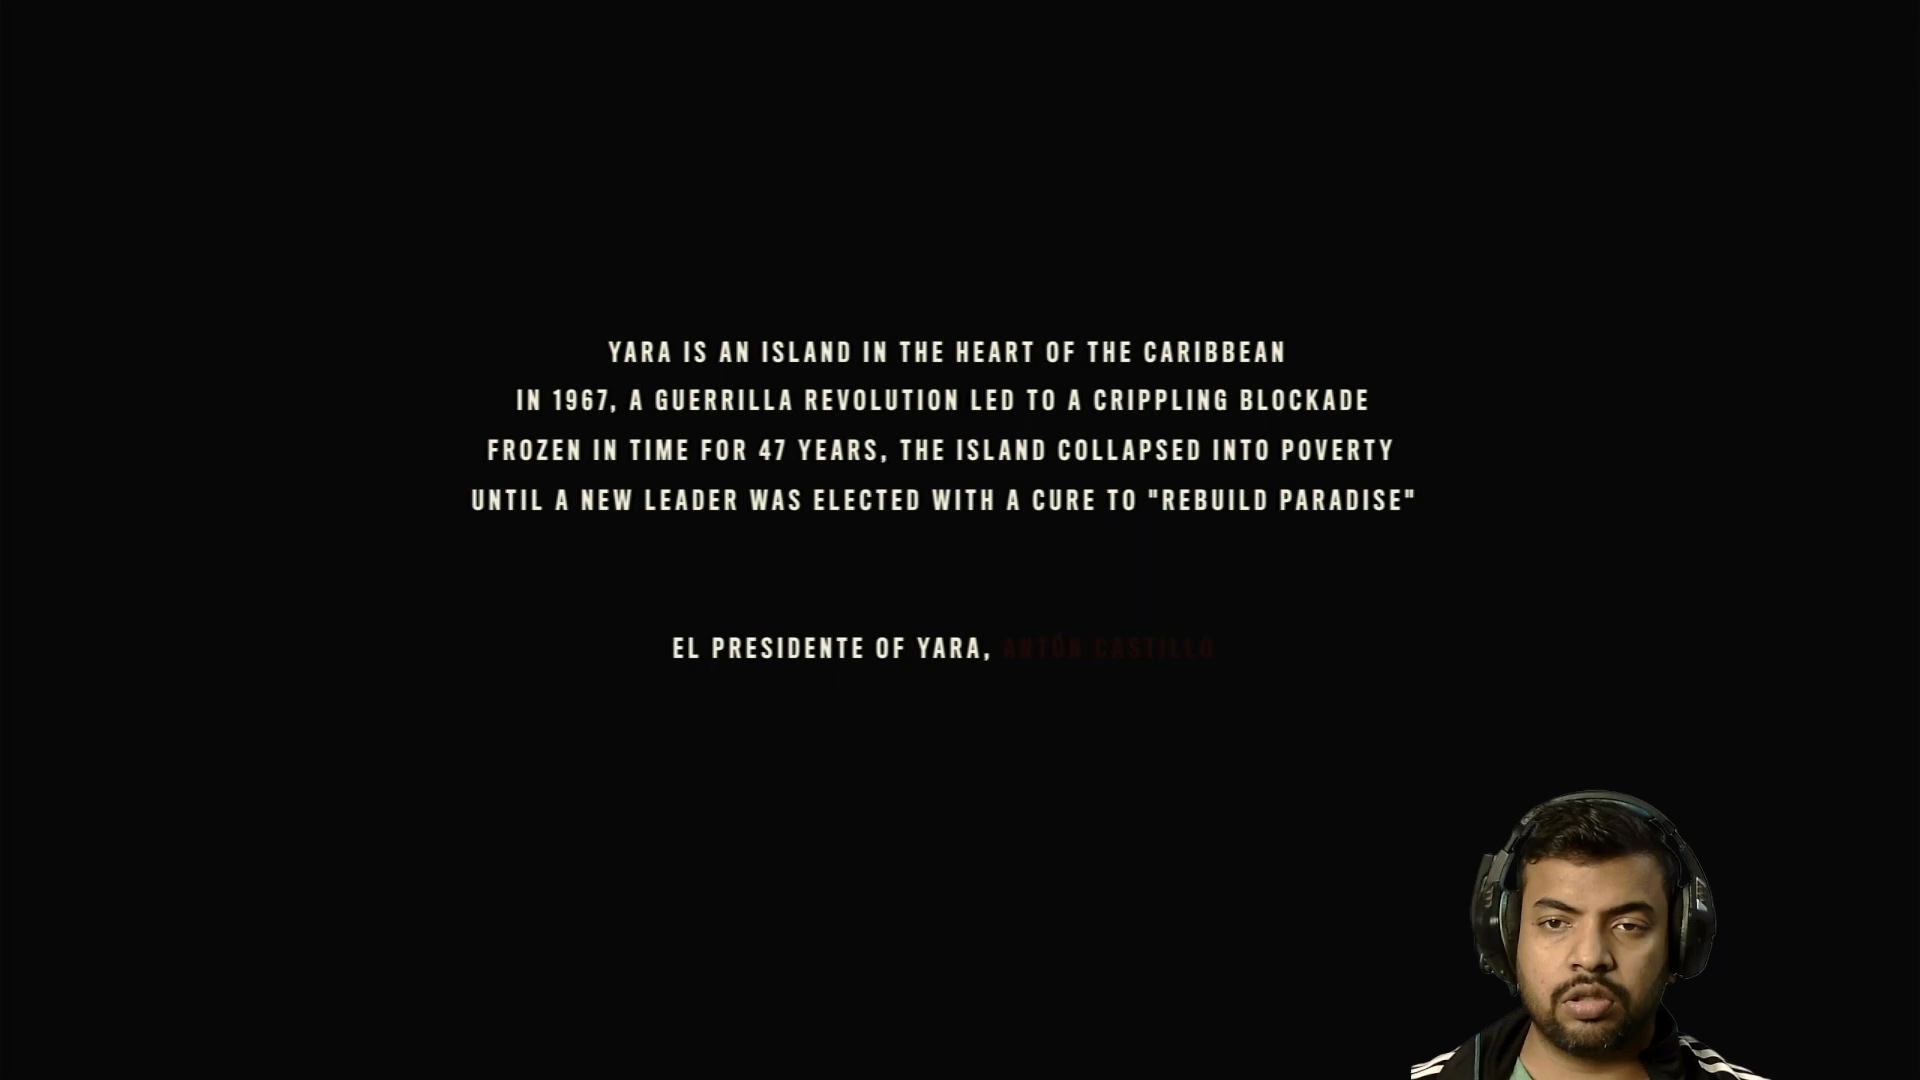 YARA IS AN ISLAND IN THE HEART OF THE CARIBBEAN
IN 1967, A GUERRILLA REVOLUTION LED TO A CRIPPLING BLOCKADE
FROZEN IN TIME FOR 47 YEARS, THE ISLAND COLLAPSED INTO POVERTY
UNTIL A NEW LEADER WAS ELECTED WITH A CURE TO "REBUILD PARADISE"
EL PRESIDENTE OF YARA, ANTÓN CASTILLO